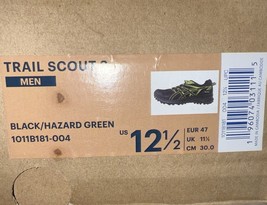 TRAIL SCOUT
MEN
BLACK/HAZARD GREEN
1011B181-004
US 12½
EUR 47
UK 11½
CM 30.0